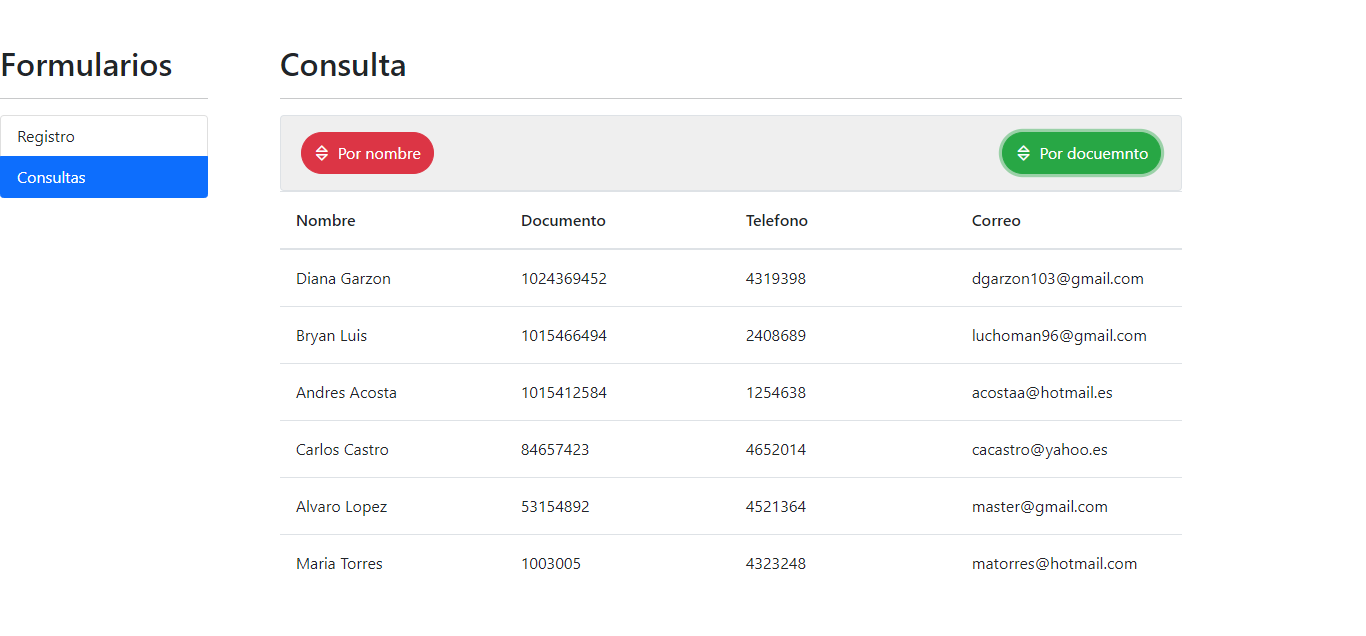 Formularios
Registro
Consultas
Consulta
Por nombre Por docuemnto
Nombre Documento Telefono Correo
Diana Garzon 1024369452 4319398 dgarzon103@gmail.com
Bryan Luis 1015466494 2408689 luchoman96@gmail.com
Andres Acosta 1015412584 1254638 acostaa@hotmail.es
Carlos Castro 84657423 4652014 cacastro@yahoo.es
Alvaro Lopez 53154892 4521364 master@gmail.com
Maria Torres 1003005 4323248 matorres@hotmail.com